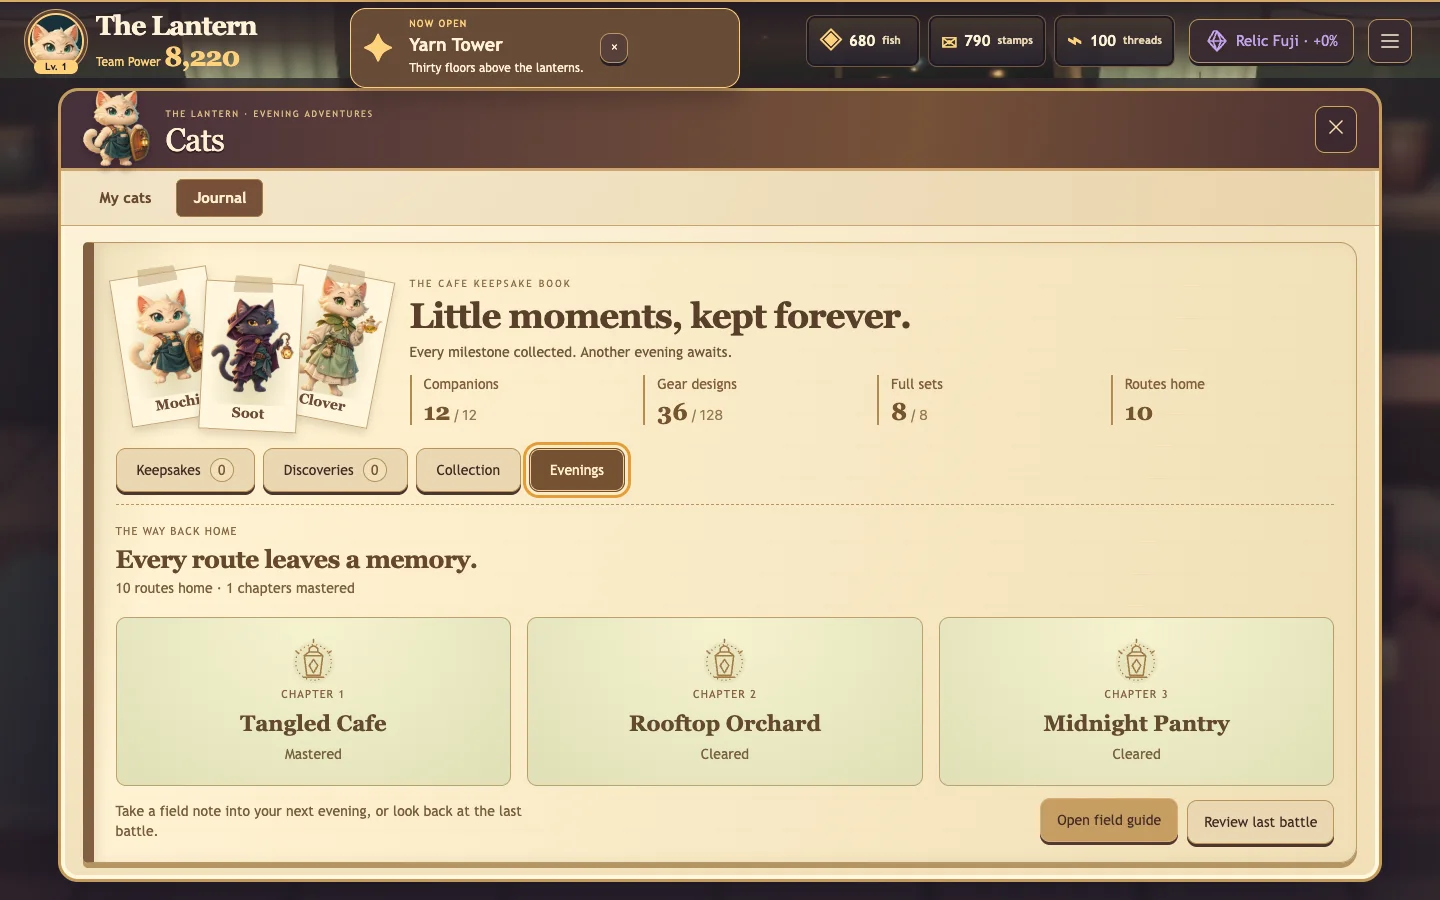 The Lantern
Lv. 1
Team Power 8,220
NOW OPEN
Yarn Tower
Thirty floors above the lanterns.
×
680 fish
790 stamps
100 threads
Relic Fuji · +0%
THE LANTERN · EVENING ADVENTURES
Cats
My cats
Journal
Mochi
Soot
Clover
THE CAFE KEEPSAKE BOOK
Little moments, kept forever.
Every milestone collected. Another evening awaits.
Companions
12 / 12
Gear designs
36 / 128
Full sets
8 / 8
Routes home
10
Keepsakes 0
Discoveries 0
Collection
Evenings
THE WAY BACK HOME
Every route leaves a memory.
10 routes home · 1 chapters mastered
CHAPTER 1
Tangled Cafe
Mastered
CHAPTER 2
Rooftop Orchard
Cleared
CHAPTER 3
Midnight Pantry
Cleared
Take a field note into your next evening, or look back at the last
battle.
Open field guide
Review last battle